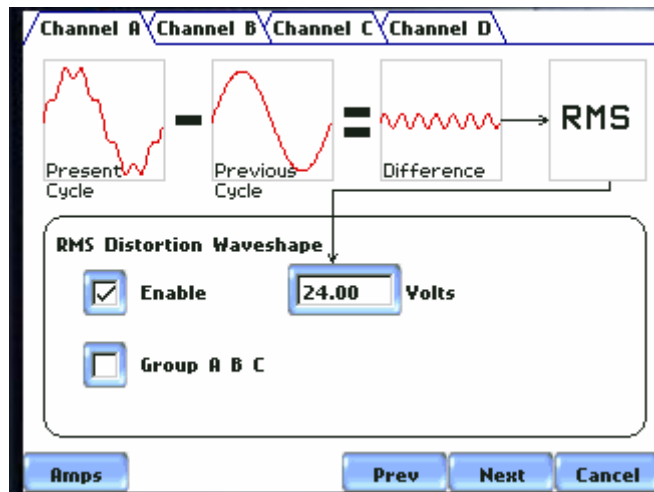 Channel A Channel B Channel C Channel D
Present Cycle
Previous Cycle
Difference
RMS
RMS Distortion Waveshape
Enable 24.00 Volts
Group A B C
Amps Prev Next Cancel